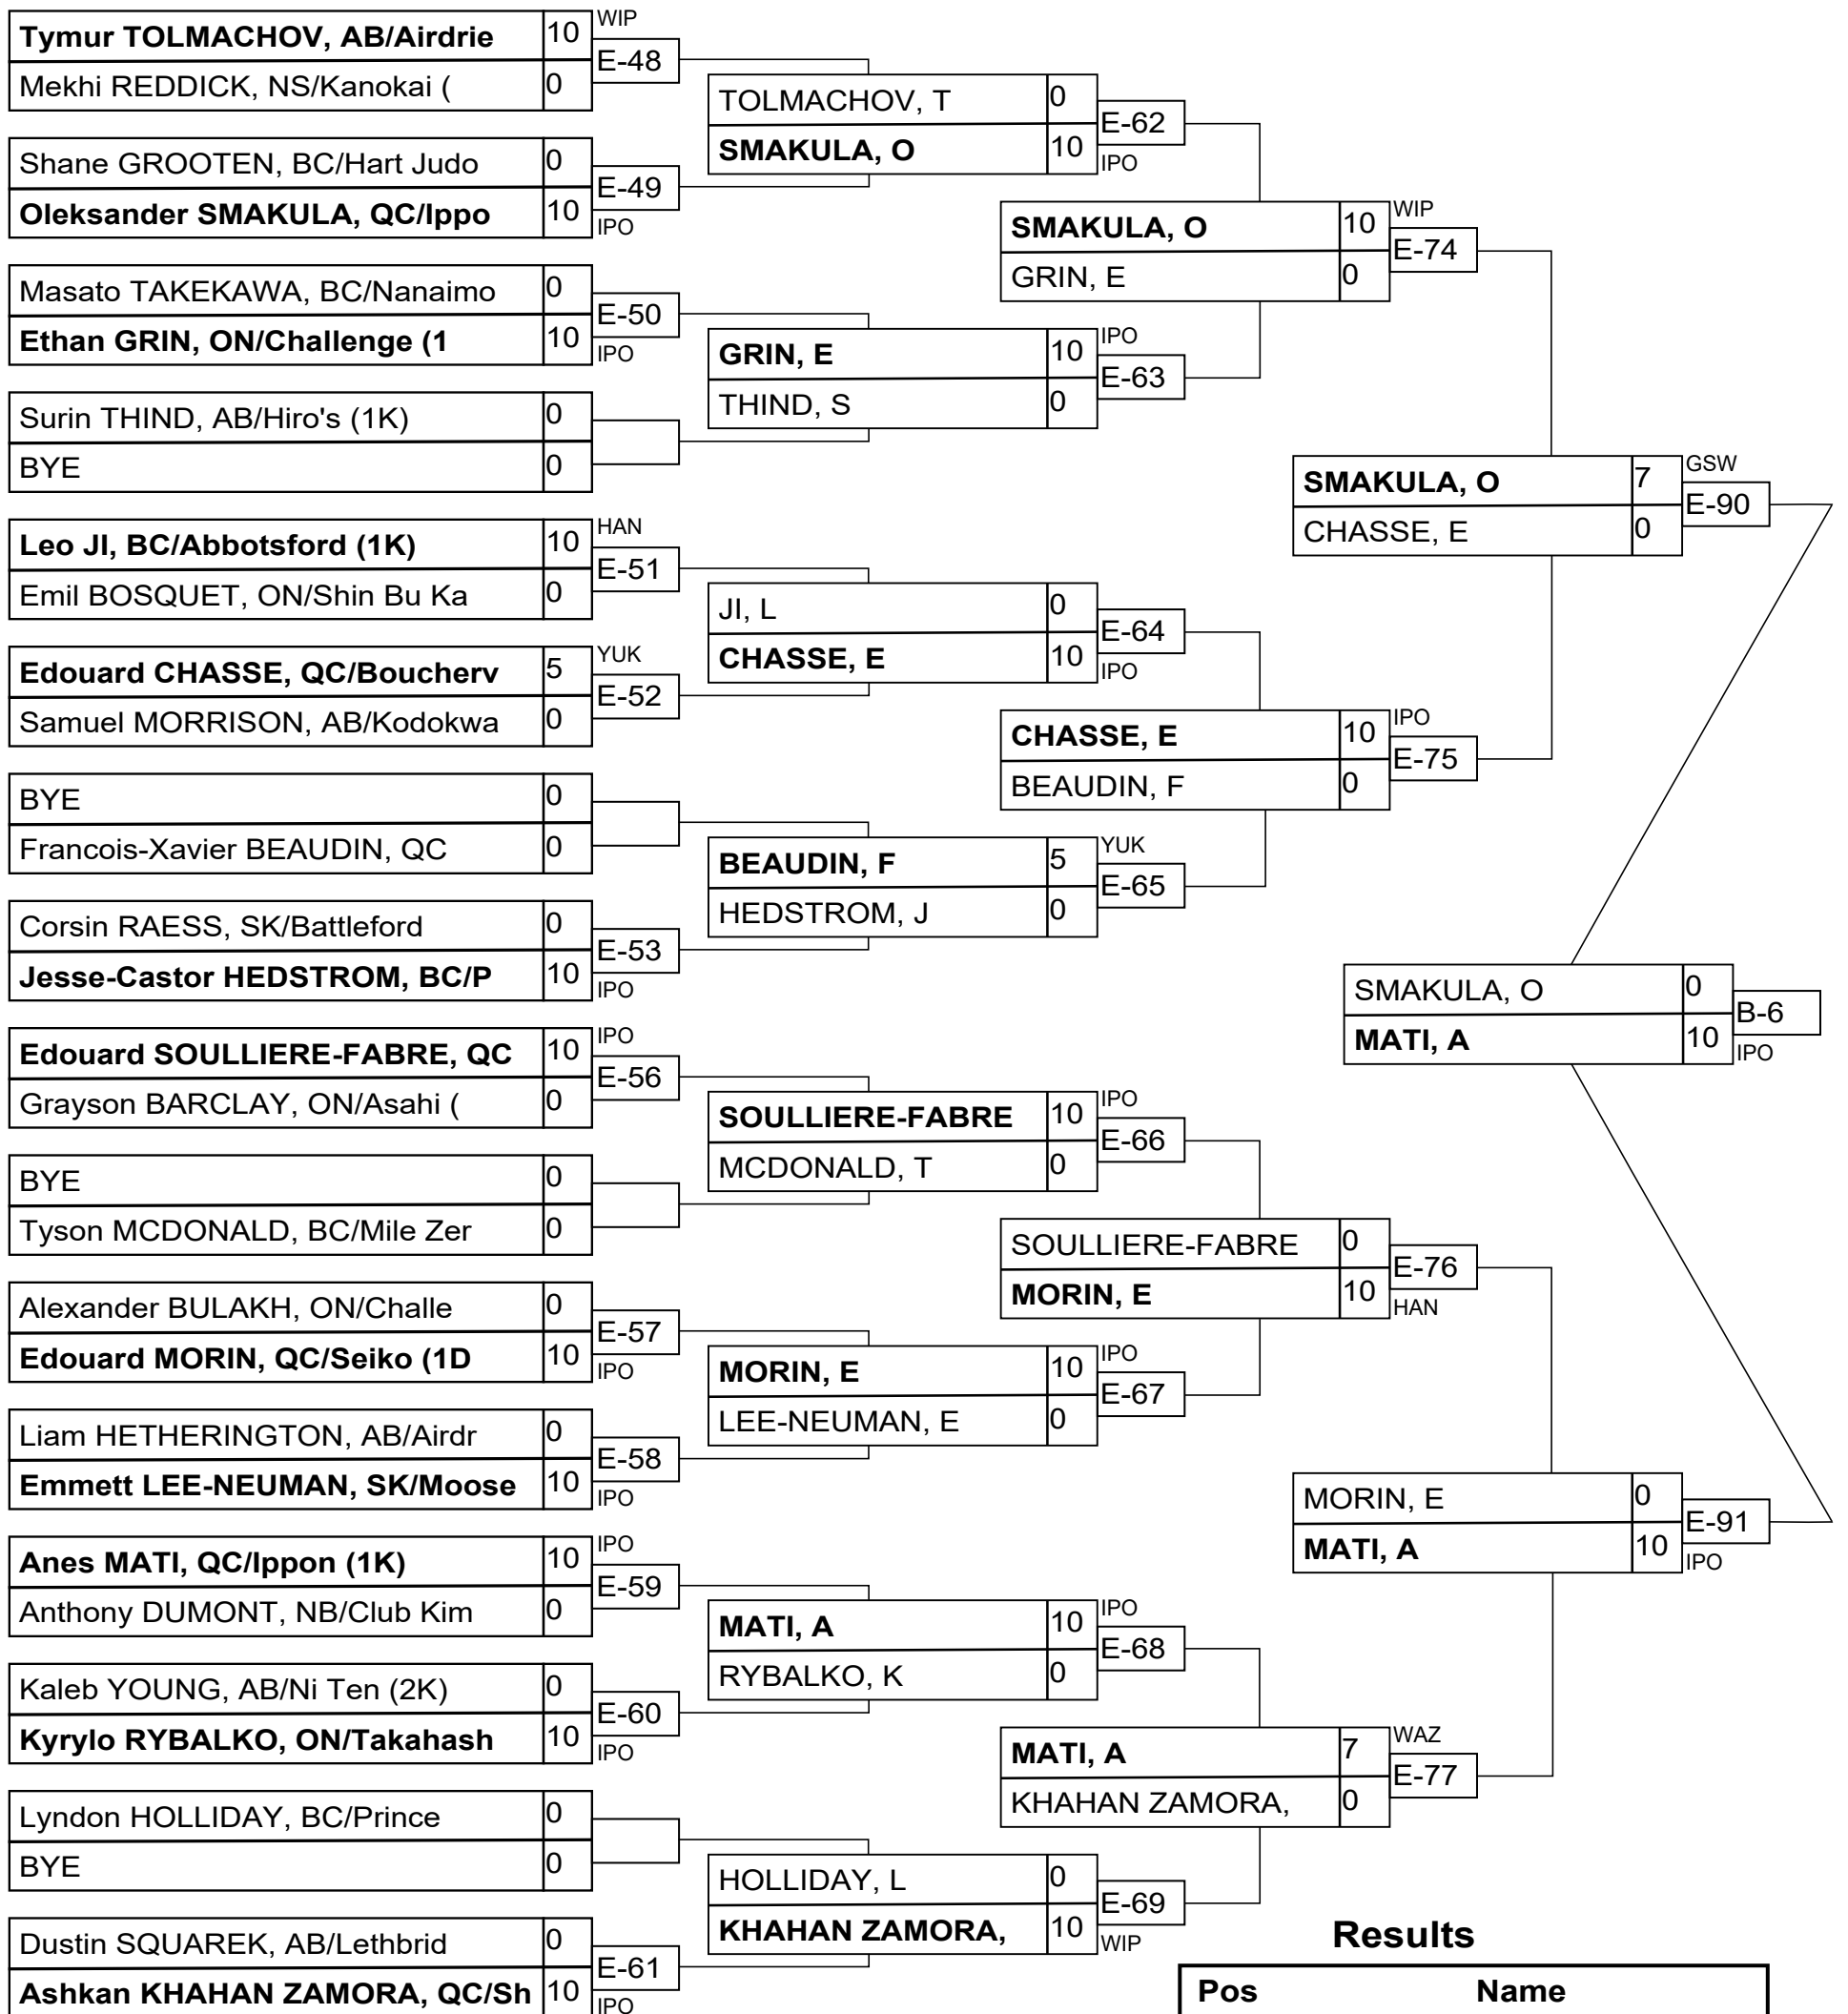 Tymur TOLMACHOV, AB/Airdrie 10 WIP
Mekhi REDDICK, NS/Kanokai ( 0
E-48
Shane GROOTEN, BC/Hart Judo 0
Oleksander SMAKULA, QC/Ippo 10 IPO
E-49
Masato TAKEKAWA, BC/Nanaimo 0
Ethan GRIN, ON/Challenge (1 10 IPO
E-50
Surin THIND, AB/Hiro's (1K) 0
BYE 0
Leo JI, BC/Abbotsford (1K) 10 HAN
Emil BOSQUET, ON/Shin Bu Ka 0
E-51
Edouard CHASSE, QC/Boucherv 5 YUK
Samuel MORRISON, AB/Kodokwa 0
E-52
BYE 0
Francois-Xavier BEAUDIN, QC 0
Corsin RAESS, SK/Battleford 0
Jesse-Castor HEDSTROM, BC/P 10 IPO
E-53
Edouard SOULLIERE-FABRE, QC 10 IPO
Grayson BARCLAY, ON/Asahi ( 0
E-56
BYE 0
Tyson MCDONALD, BC/Mile Zer 0
Alexander BULAKH, ON/Challe 0
Edouard MORIN, QC/Seiko (1D 10 IPO
E-57
Liam HETHERINGTON, AB/Airdr 0
Emmett LEE-NEUMAN, SK/Moose 10 IPO
E-58
Anes MATI, QC/Ippon (1K) 10 IPO
Anthony DUMONT, NB/Club Kim 0
E-59
Kaleb YOUNG, AB/Ni Ten (2K) 0
Kyrylo RYBALKO, ON/Takahash 10 IPO
E-60
Lyndon HOLLIDAY, BC/Prince 0
BYE 0
Dustin SQUAREK, AB/Lethbrid 0
Ashkan KHAHAN ZAMORA, QC/Sh 10 IPO
E-61
TOLMACHOV, T 0
SMAKULA, O 10 IPO
E-62
GRIN, E 10 IPO
THIND, S 0
E-63
JI, L 0
CHASSE, E 10 IPO
E-64
BEAUDIN, F 5 YUK
HEDSTROM, J 0
E-65
SOULLIERE-FABRE 10 IPO
MCDONALD, T 0
E-66
MORIN, E 10 IPO
LEE-NEUMAN, E 0
E-67
MATI, A 10 IPO
RYBALKO, K 0
E-68
HOLLIDAY, L 0
KHAHAN ZAMORA, 10 WIP
E-69
SMAKULA, O 10 WIP
GRIN, E 0
E-74
CHASSE, E 10 IPO
BEAUDIN, F 0
E-75
SOULLIERE-FABRE 0
MORIN, E 10 HAN
E-76
MATI, A 7 WAZ
KHAHAN ZAMORA, 0
E-77
SMAKULA, O 7 GSW
CHASSE, E 0
E-90
MORIN, E 0
MATI, A 10 IPO
E-91
SMAKULA, O 0
MATI, A 10 IPO
B-6
Results
Pos Name